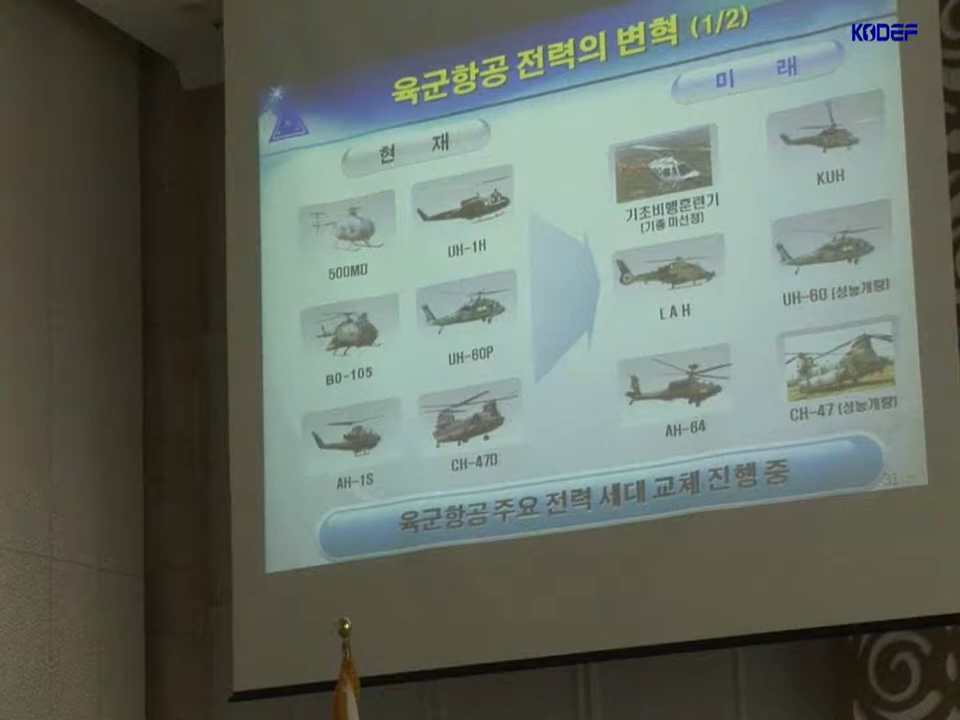 KODEF
육군항공 전력의 변혁 (1/2)
현 재
미 래
500MD
UH-1H
BO-105
UH-60P
AH-1S
CH-47D
기초비행훈련기
(기종 미선정)
KUH
LAH
UH-60 (성능개량)
AH-64
CH-47 (성능개량)
육군항공 주요 전력 세대 교체 진행 중
31